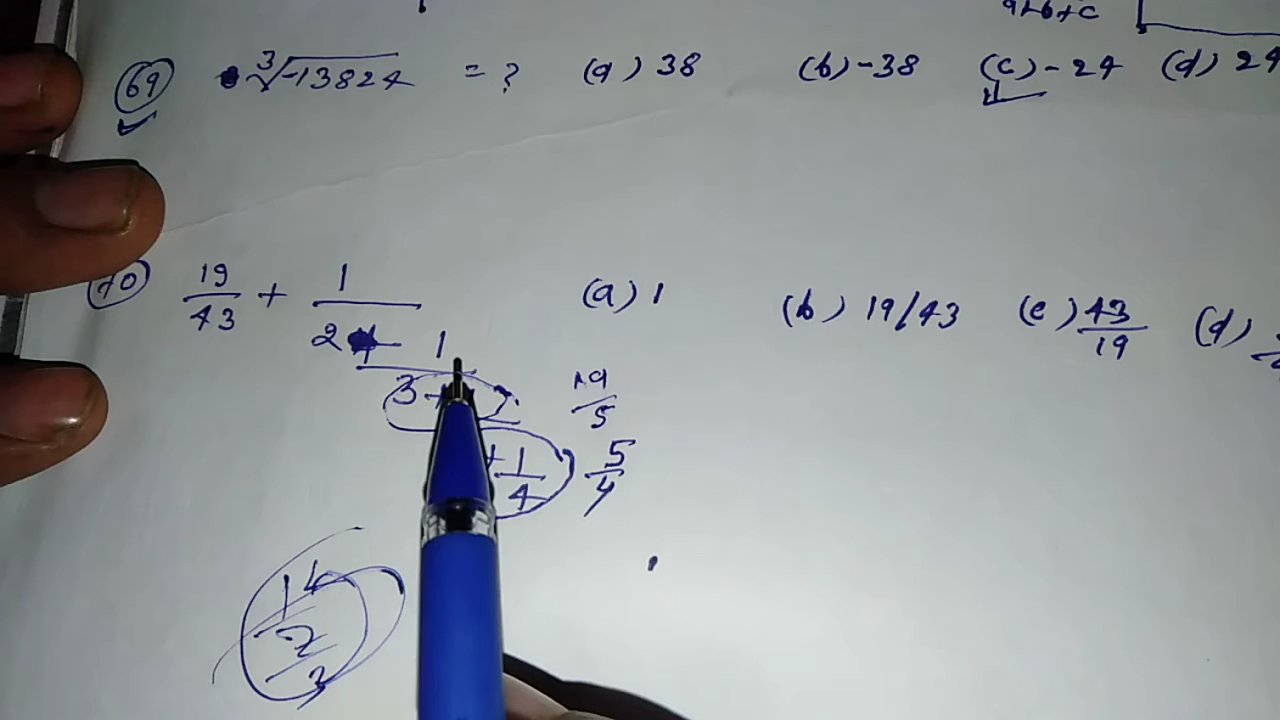 a+b+c
69 ∛-13824 = ? (a) 38 (b) -38 (c) -24 (d) 24
70 19/43 + 1 (a) 1 (b) 19/43 (c) 43/19 (d)
2 + 1
3 +
19/5
+ 1/4 5/4
14
2
3